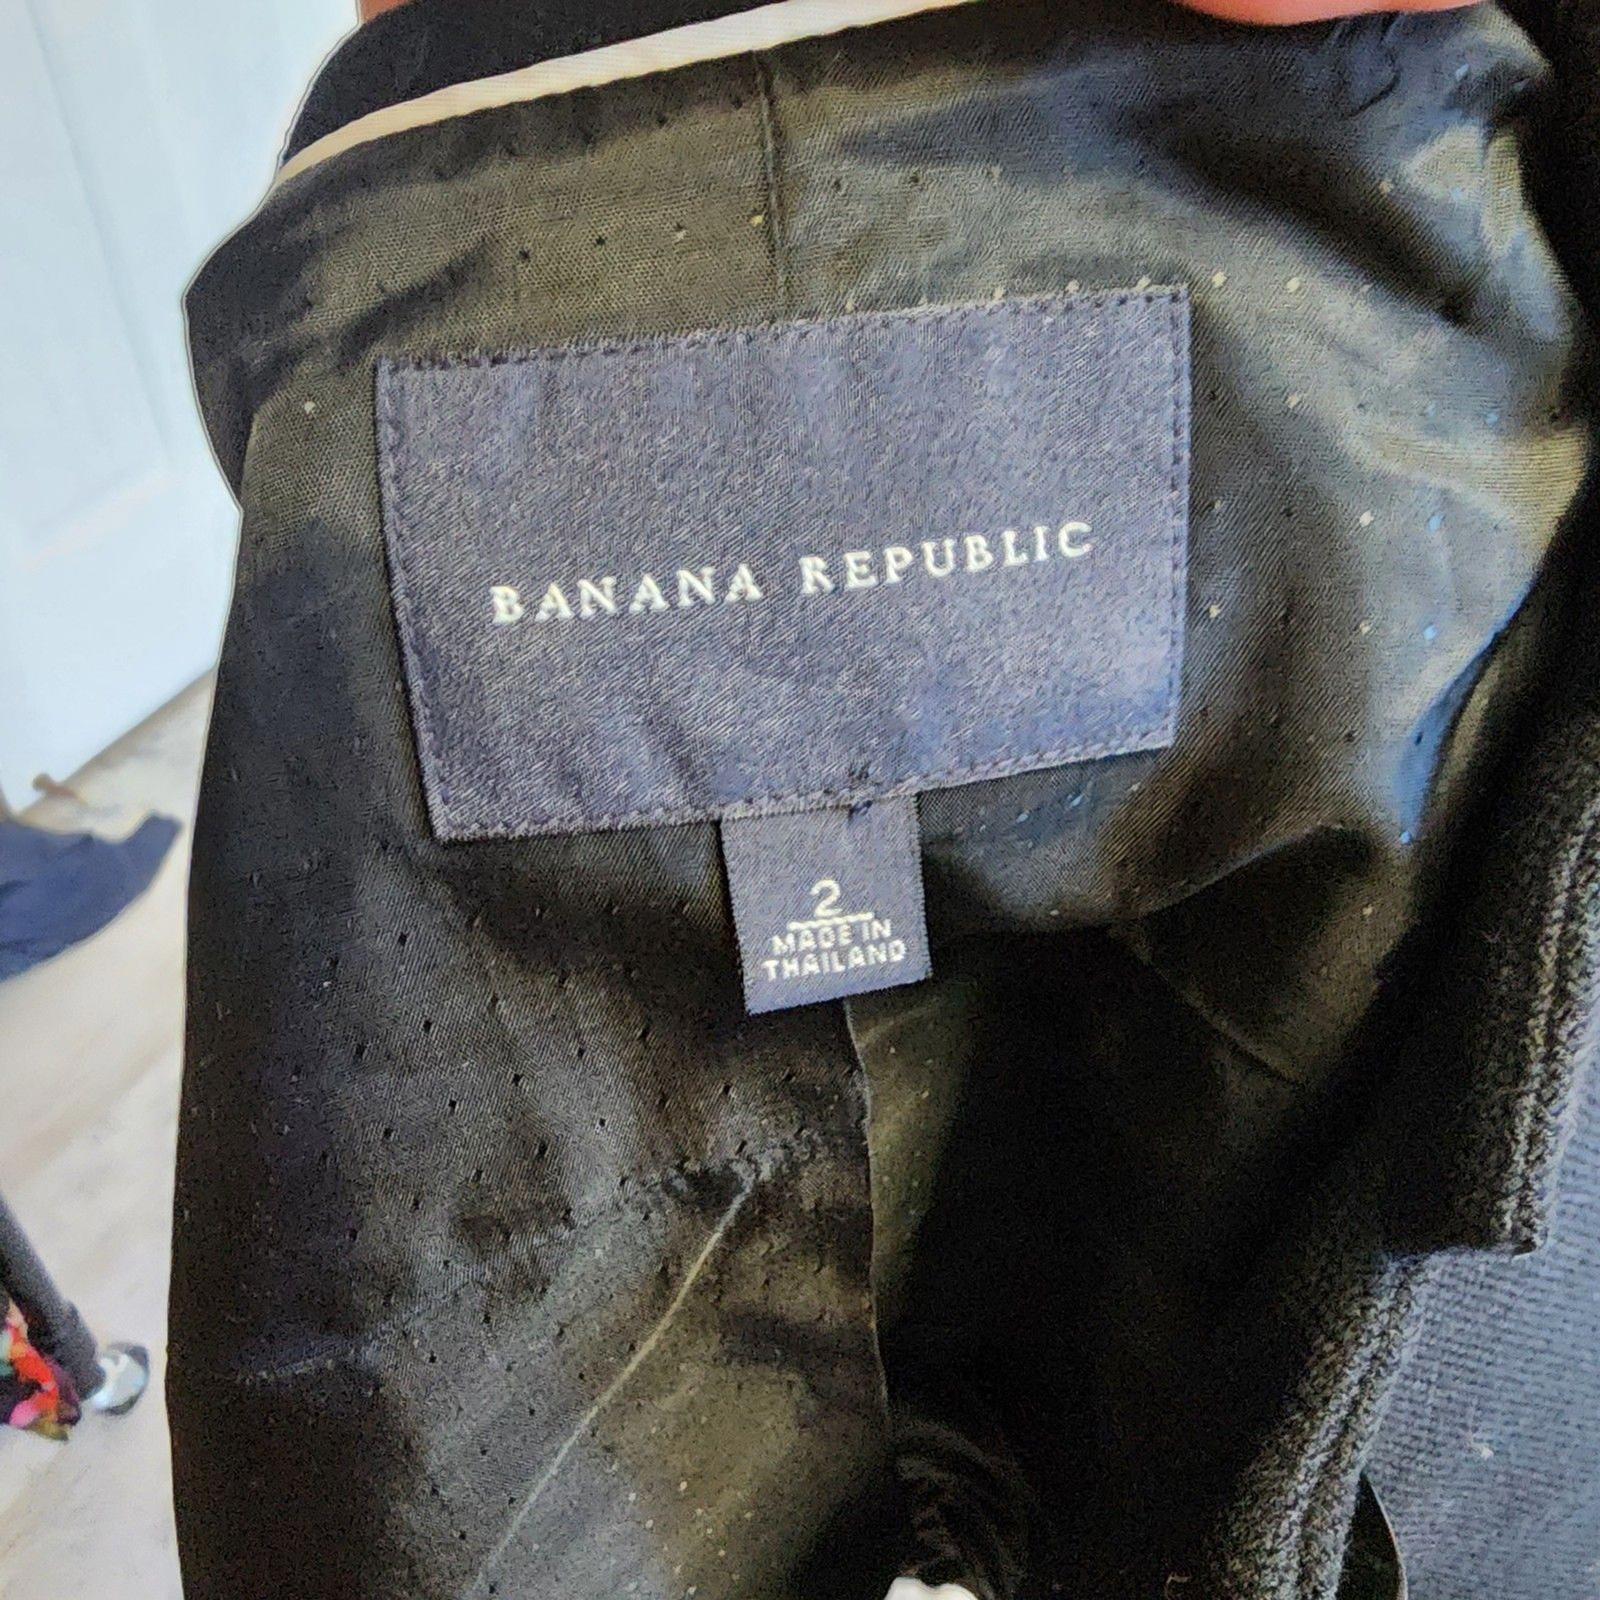 BANANA REPUBLIC
2
MADE IN
THAILAND